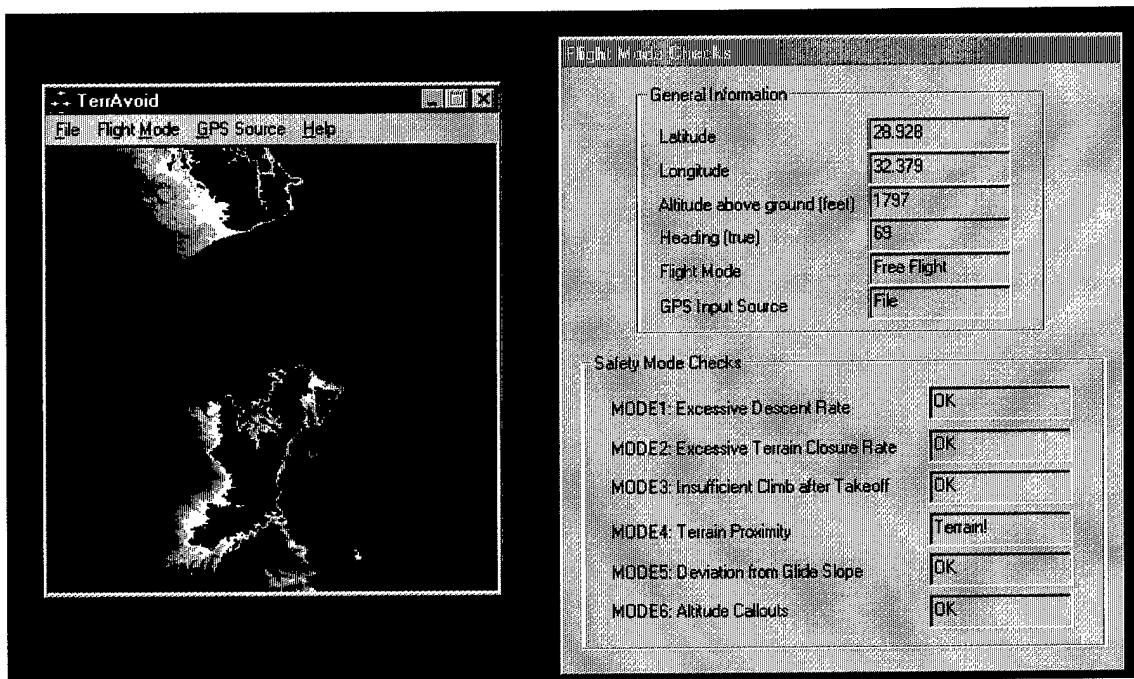 TerrAvoid
File Flight Mode GPS Source Help
Flight Mode Checks
General Information
Latitude 28.928
Longitude 32.379
Altitude above ground (feet) 1797
Heading (true) 69
Flight Mode Free Flight
GPS Input Source File
Safety Mode Checks
MODE1: Excessive Descent Rate OK
MODE2: Excessive Terrain Closure Rate OK
MODE3: Insufficient Climb after Takeoff OK
MODE4: Terrain Proximity Terrain!
MODE5: Deviation from Glide Slope OK
MODE6: Altitude Callouts OK